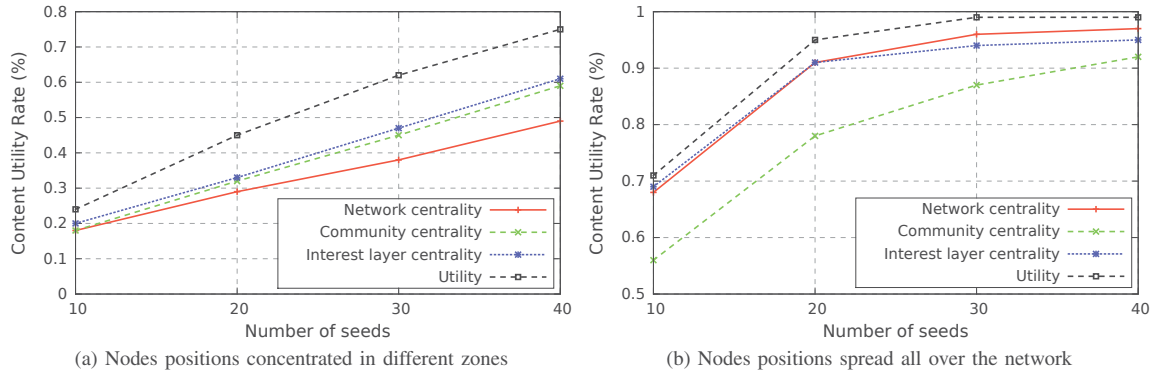 0.8
0.7
0.6
0.5
0.4
0.3
0.2
0.1
0
Content Utility Rate (%)
10 20 30 40
Number of seeds
Network centrality
Community centrality
Interest layer centrality
Utility
(a) Nodes positions concentrated in different zones
1
0.9
0.8
0.7
0.6
0.5
Content Utility Rate (%)
10 20 30 40
Number of seeds
Network centrality
Community centrality
Interest layer centrality
Utility
(b) Nodes positions spread all over the network